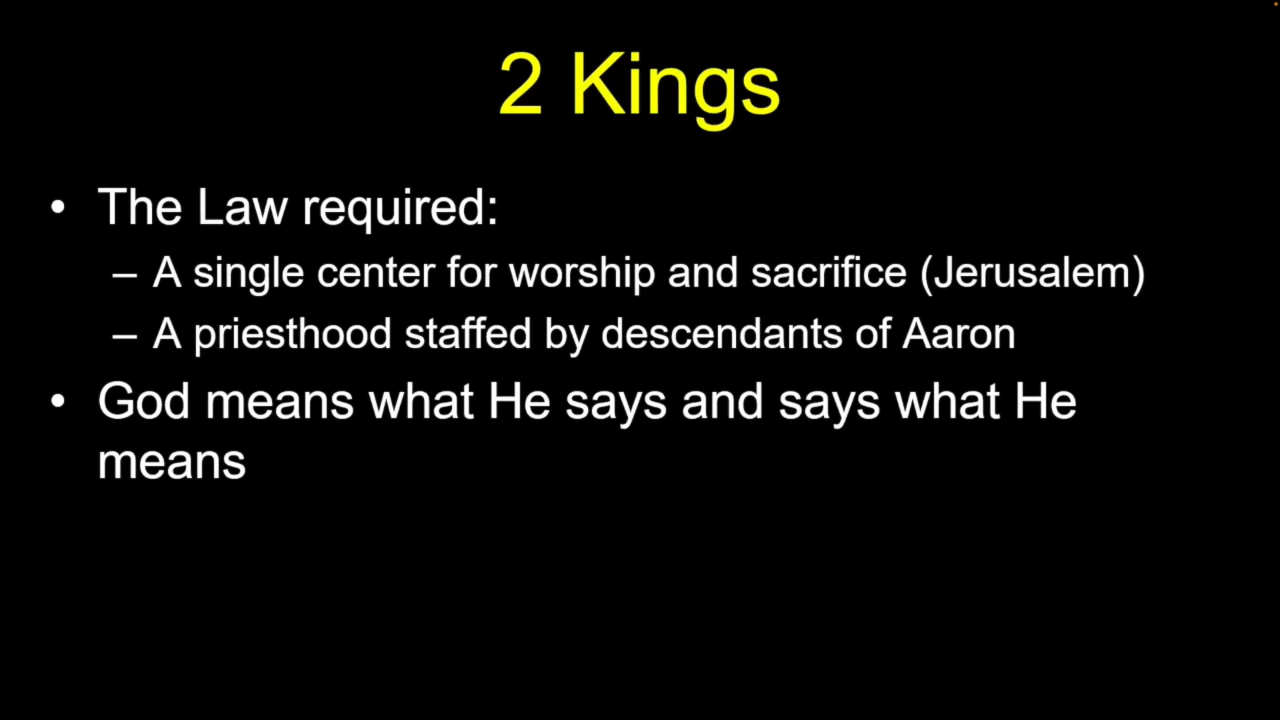 2 Kings
• The Law required:
– A single center for worship and sacrifice (Jerusalem)
– A priesthood staffed by descendants of Aaron
• God means what He says and says what He
means